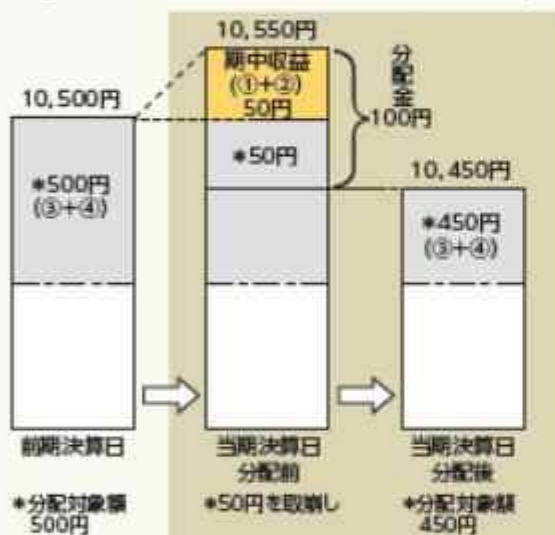 10,550円
期中収益
(①+②)
50円
分配金
100円
10,500円
*500円
(③+④)
*50円
10,450円
*450円
(③+④)
前期決算日
当期決算日
分配前
当期決算日
分配後
*分配対象額
500円
*50円を取崩し
*分配対象額
450円